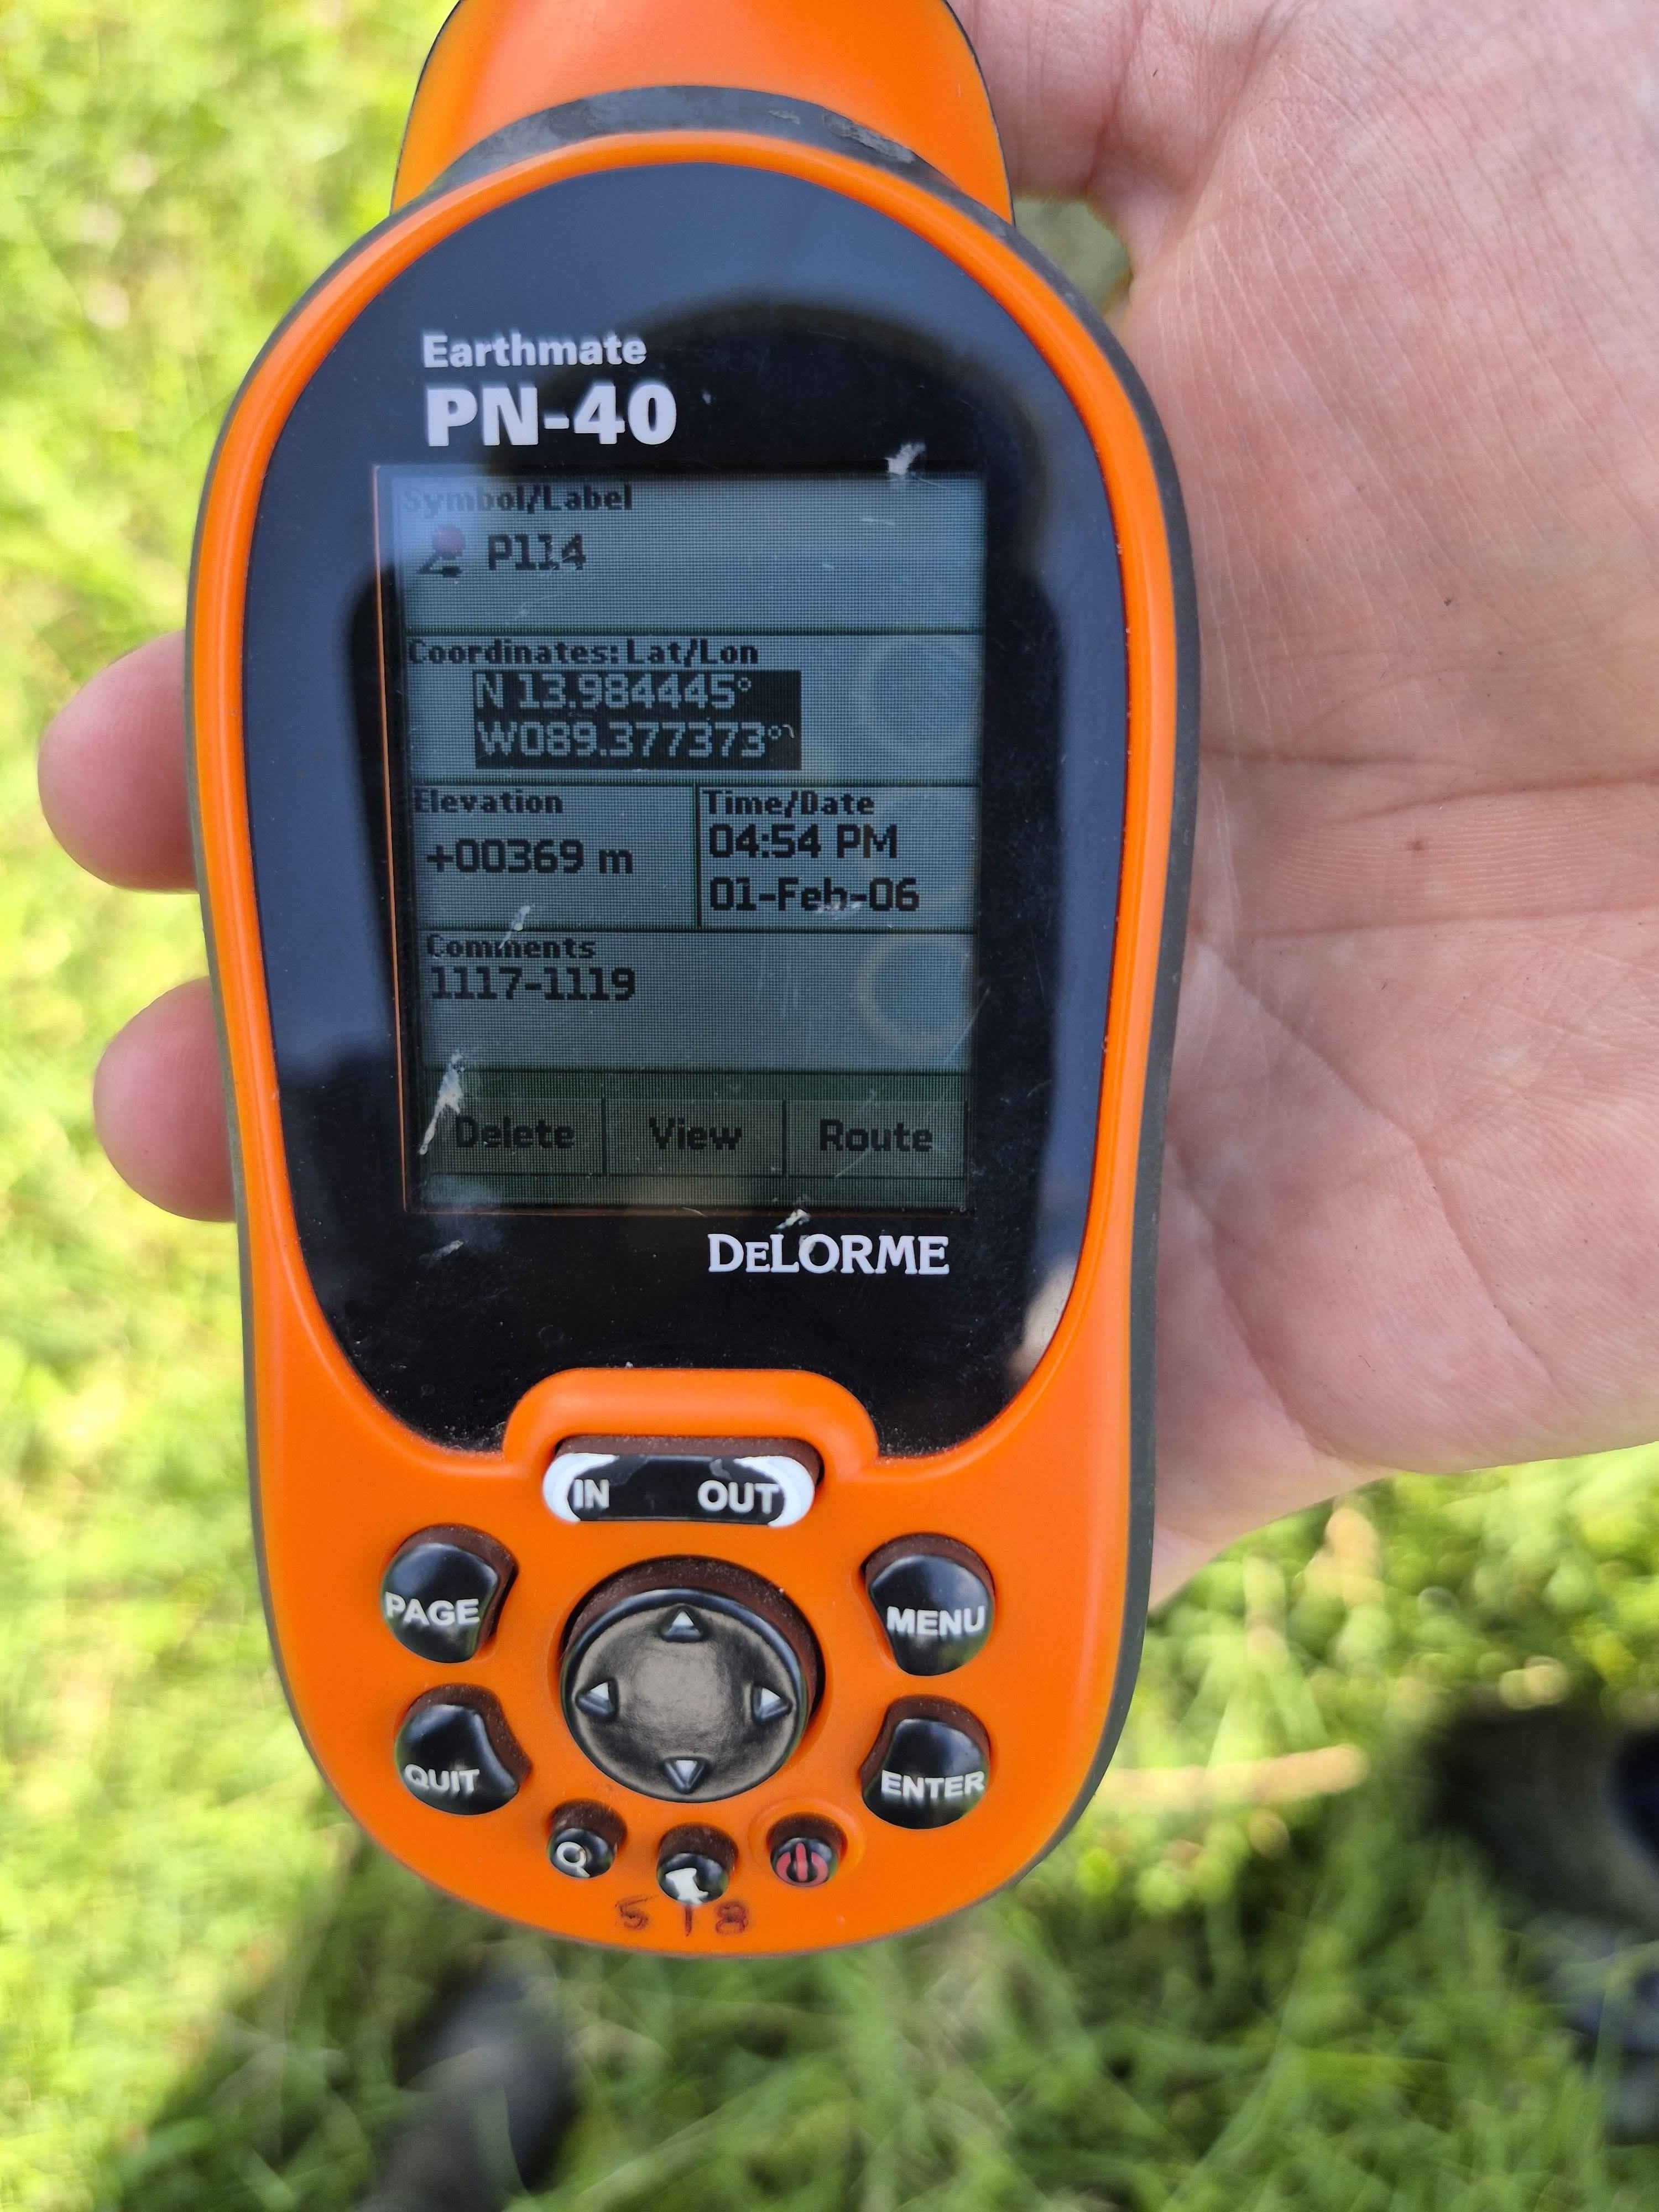 Earthmate
PN-40
Symbol/Label
P114
Coordinates: Lat/Lon
N 13.984445°
W089.377373°
Elevation
Time/Date
+00369 m
04:54 PM
01-Feb-06
Comments
1117-1119
Delete View Route
DELORME
IN OUT
PAGE
MENU
QUIT
ENTER
518